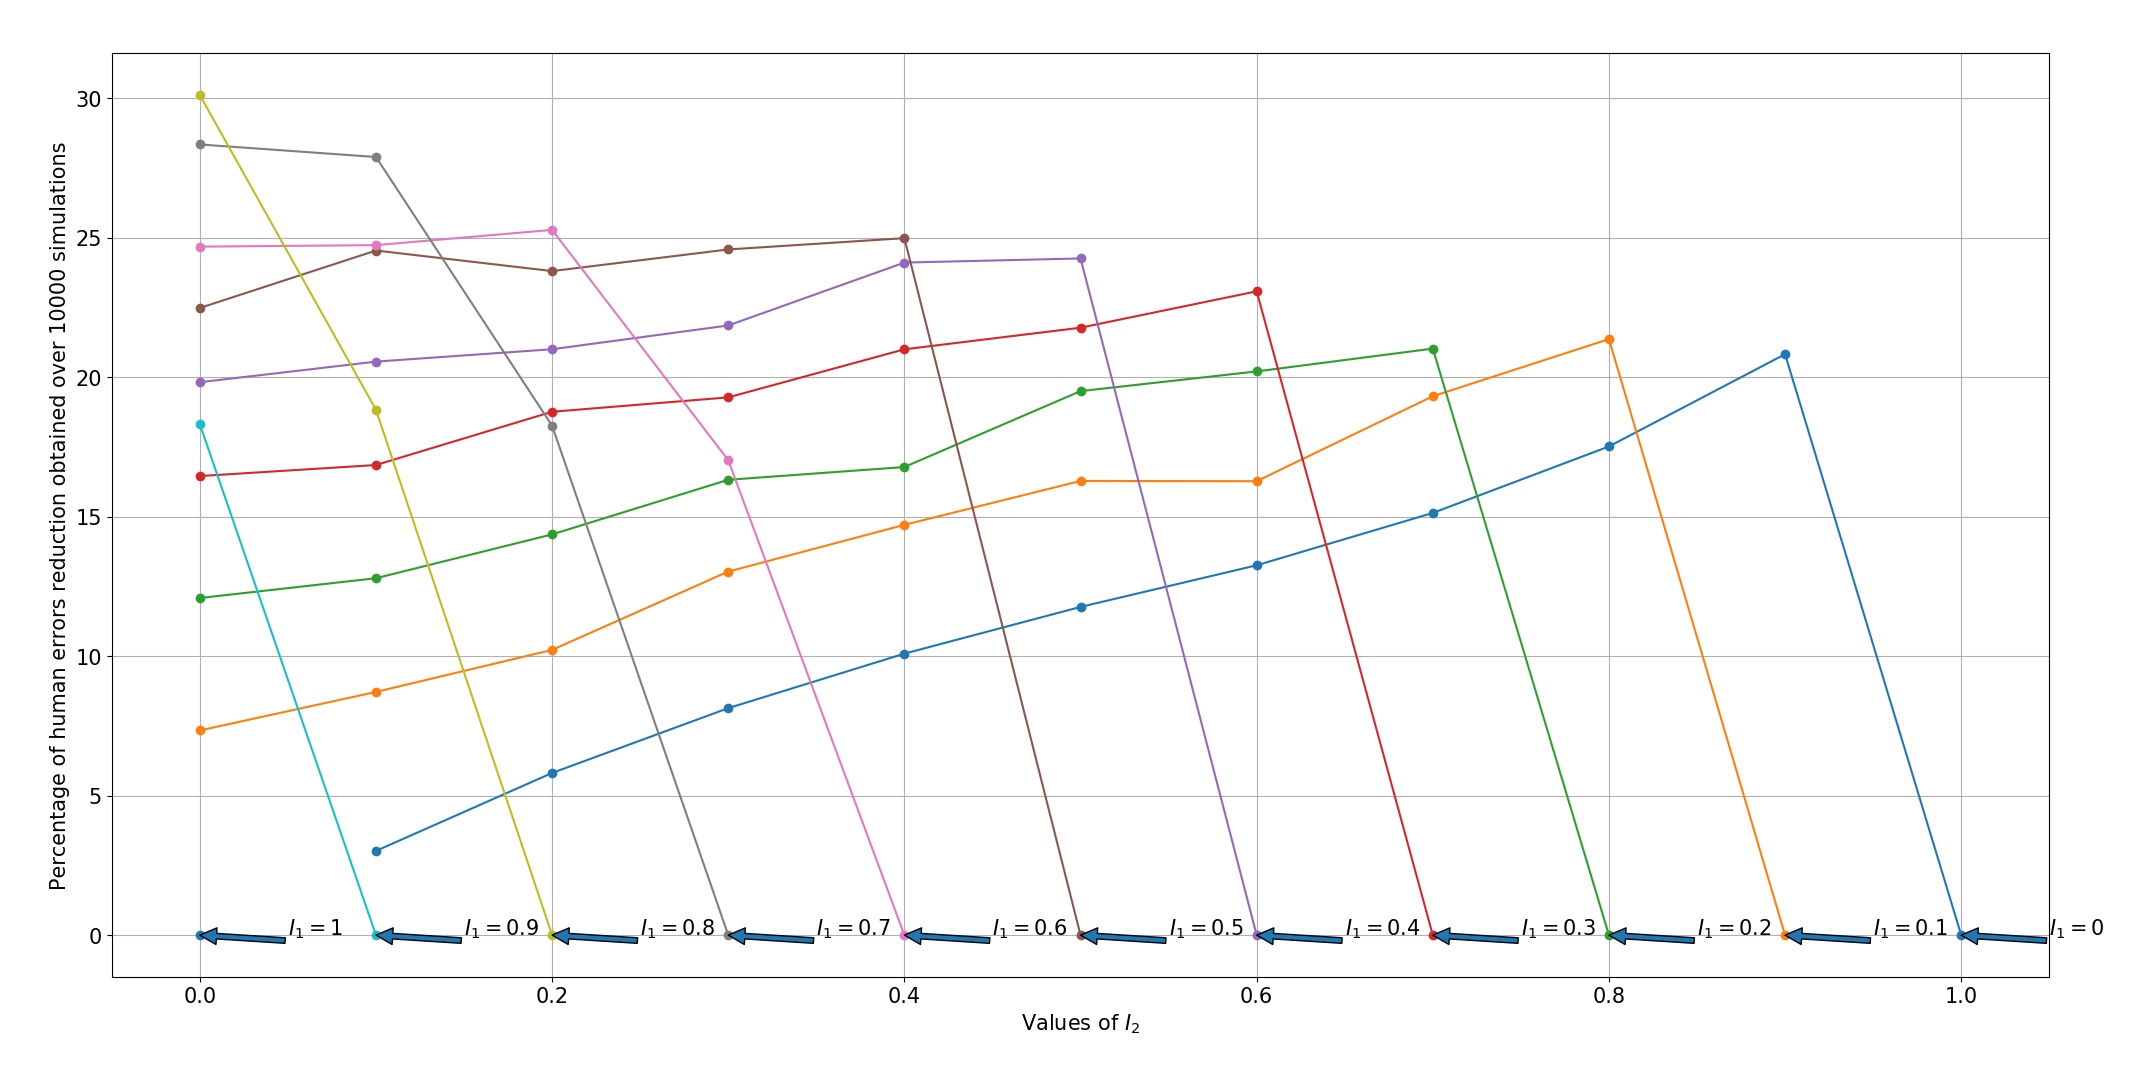 Percentage of human errors reduction obtained over 10000 simulations
30
25
20
15
10
5
0
I₁ = 1
I₁ = 0.9
I₁ = 0.8
I₁ = 0.7
I₁ = 0.6
I₁ = 0.5
I₁ = 0.4
I₁ = 0.3
I₁ = 0.2
I₁ = 0.1
I₁ = 0
0.0
0.2
0.4
0.6
0.8
1.0
Values of I₂